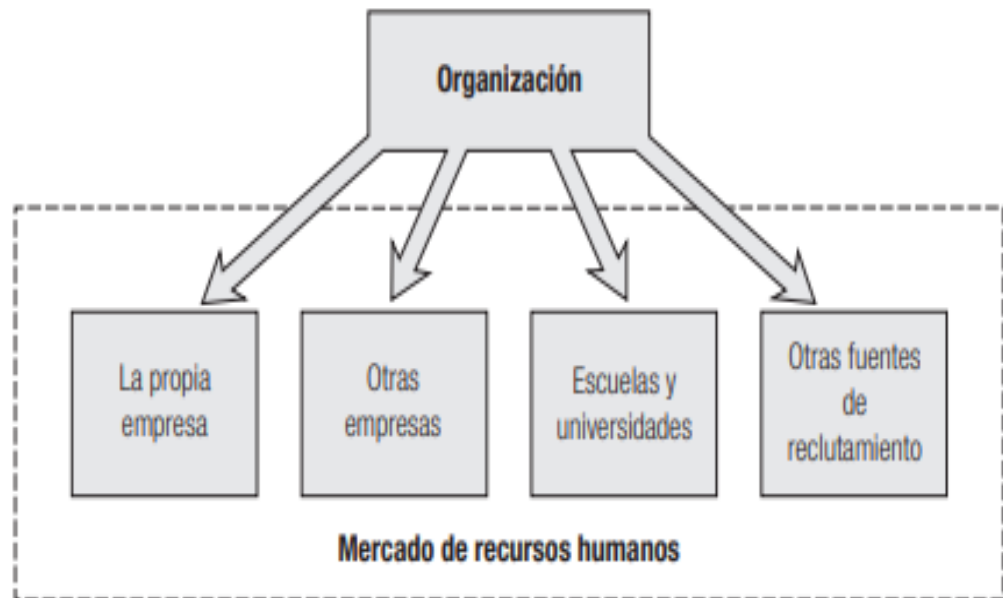 Organización
La propia
empresa
Otras
empresas
Escuelas y
universidades
Otras fuentes
de
reclutamiento
Mercado de recursos humanos